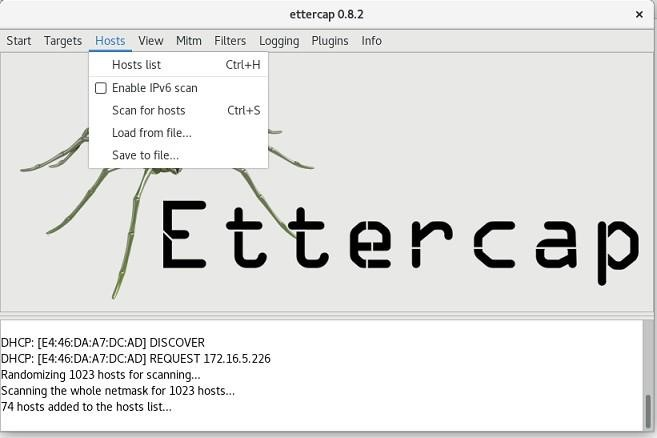 ettercap 0.8.2
Start Targets Hosts View Mitm Filters Logging Plugins Info
Hosts list Ctrl+H
Enable IPv6 scan
Scan for hosts Ctrl+S
Load from file...
Save to file...
Ettercap
DHCP: [E4:46:DA:A7:DC:AD] DISCOVER
DHCP: [E4:46:DA:A7:DC:AD] REQUEST 172.16.5.226
Randomizing 1023 hosts for scanning...
Scanning the whole netmask for 1023 hosts...
74 hosts added to the hosts list...